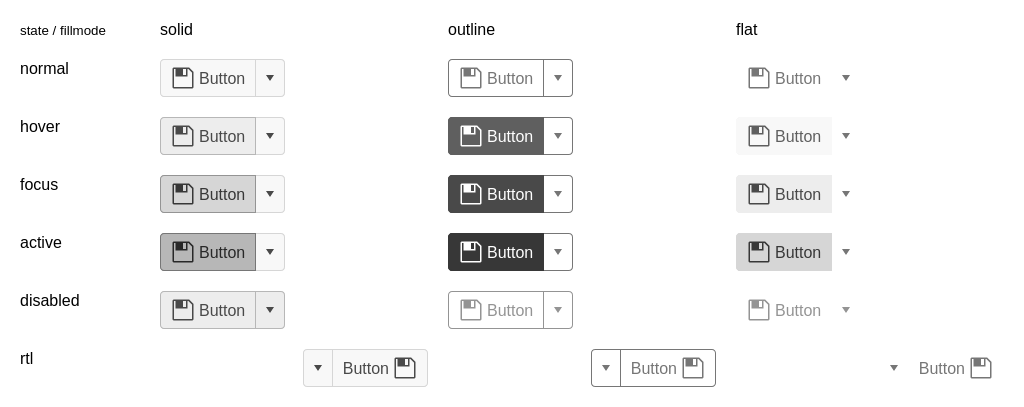 state / fillmode solid outline flat
normal Button Button Button
hover Button Button Button
focus Button Button Button
active Button Button Button
disabled Button Button Button
rtl Button Button Button